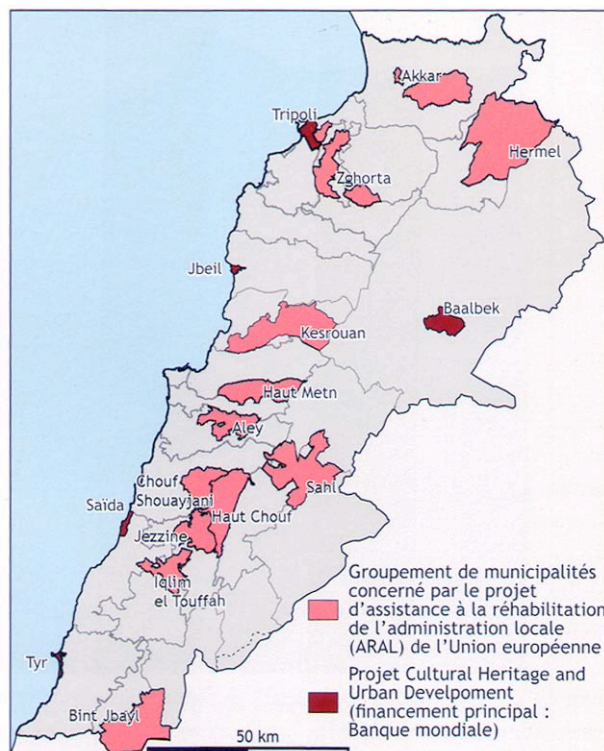 Akkar
Tripoli
Hermel
Zghorta
Jbeil
Baalbek
Kesrouan
Haut Metn
Aley
Chouf
Shouayjani
Sahl
Saïda
Haut Chouf
Jezzine
Iqlim
el Touffah
Tyr
Bint Jbayl
Groupement de municipalités
concerné par le projet
d'assistance à la réhabilitation
de l'administration locale
(ARAL) de l'Union européenne
Projet Cultural Heritage and
Urban Develpoment
(financement principal :
Banque mondiale)
50 km